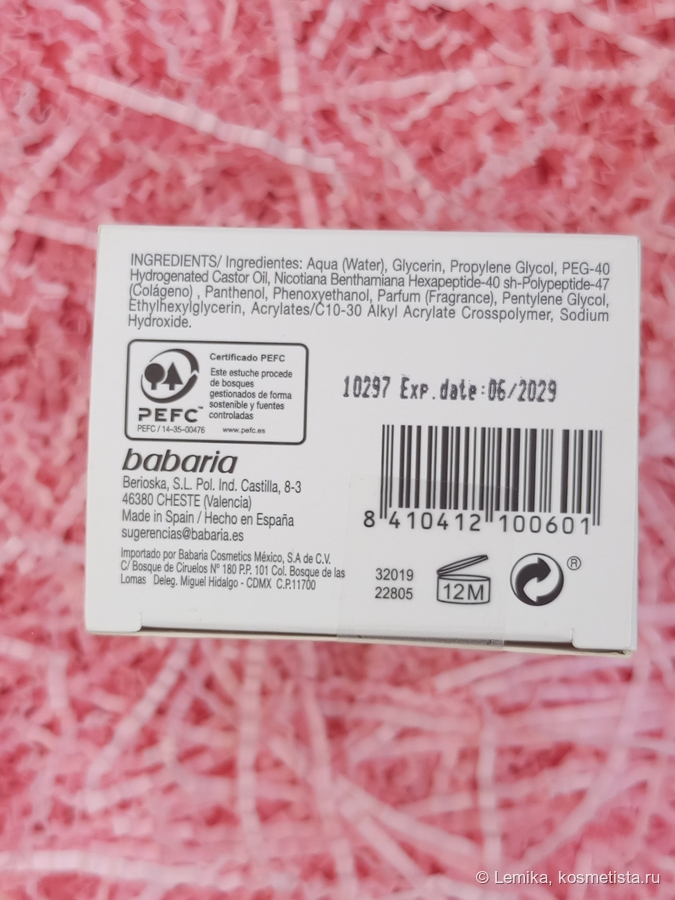 INGREDIENTS/ Ingredientes: Aqua (Water), Glycerin, Propylene Glycol, PEG-40
Hydrogenated Castor Oil, Nicotiana Benthamiana Hexapeptide-40 sh-Polypeptide-47
(Colágeno) , Panthenol, Phenoxyethanol, Parfum (Fragrance), Pentylene Glycol,
Ethylhexylglycerin, Acrylates/C10-30 Alkyl Acrylate Crosspolymer, Sodium
Hydroxide.
Certificado PEFC
Este estuche procede
de bosques
gestionados de forma
sostenible y fuentes
controladas
www.pefc.es
PEFC™
PEFC / 14-35-00476
10297 Exp.date:06/2029
babaria
Berioska, S.L. Pol. Ind. Castilla, 8-3
46380 CHESTE (Valencia)
Made in Spain / Hecho en España
sugerencias@babaria.es
Importado por Babaria Cosmetics México, S.A de C.V.
C/ Bosque de Ciruelos Nº 180 P.P. 101 Col. Bosque de las
Lomas Deleg. Miguel Hidalgo - CDMX C.P.11700
8 410412 100601
32019
22805
12M
®
© Lemika, kosmetista.ru